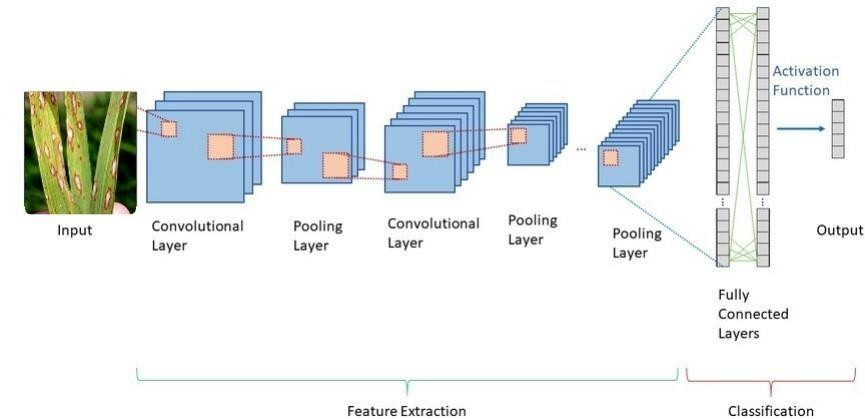 Input
Convolutional
Layer
Pooling
Layer
Convolutional
Layer
Pooling
Layer
...
Pooling
Layer
Fully
Connected
Layers
Activation
Function
Output
Feature Extraction
Classification